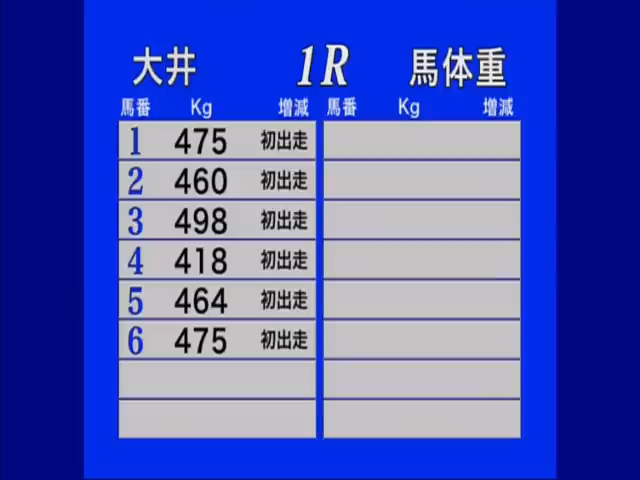 大井 1R 馬体重
馬番 Kg 増減 馬番 Kg 増減
1 475 初出走
2 460 初出走
3 498 初出走
4 418 初出走
5 464 初出走
6 475 初出走